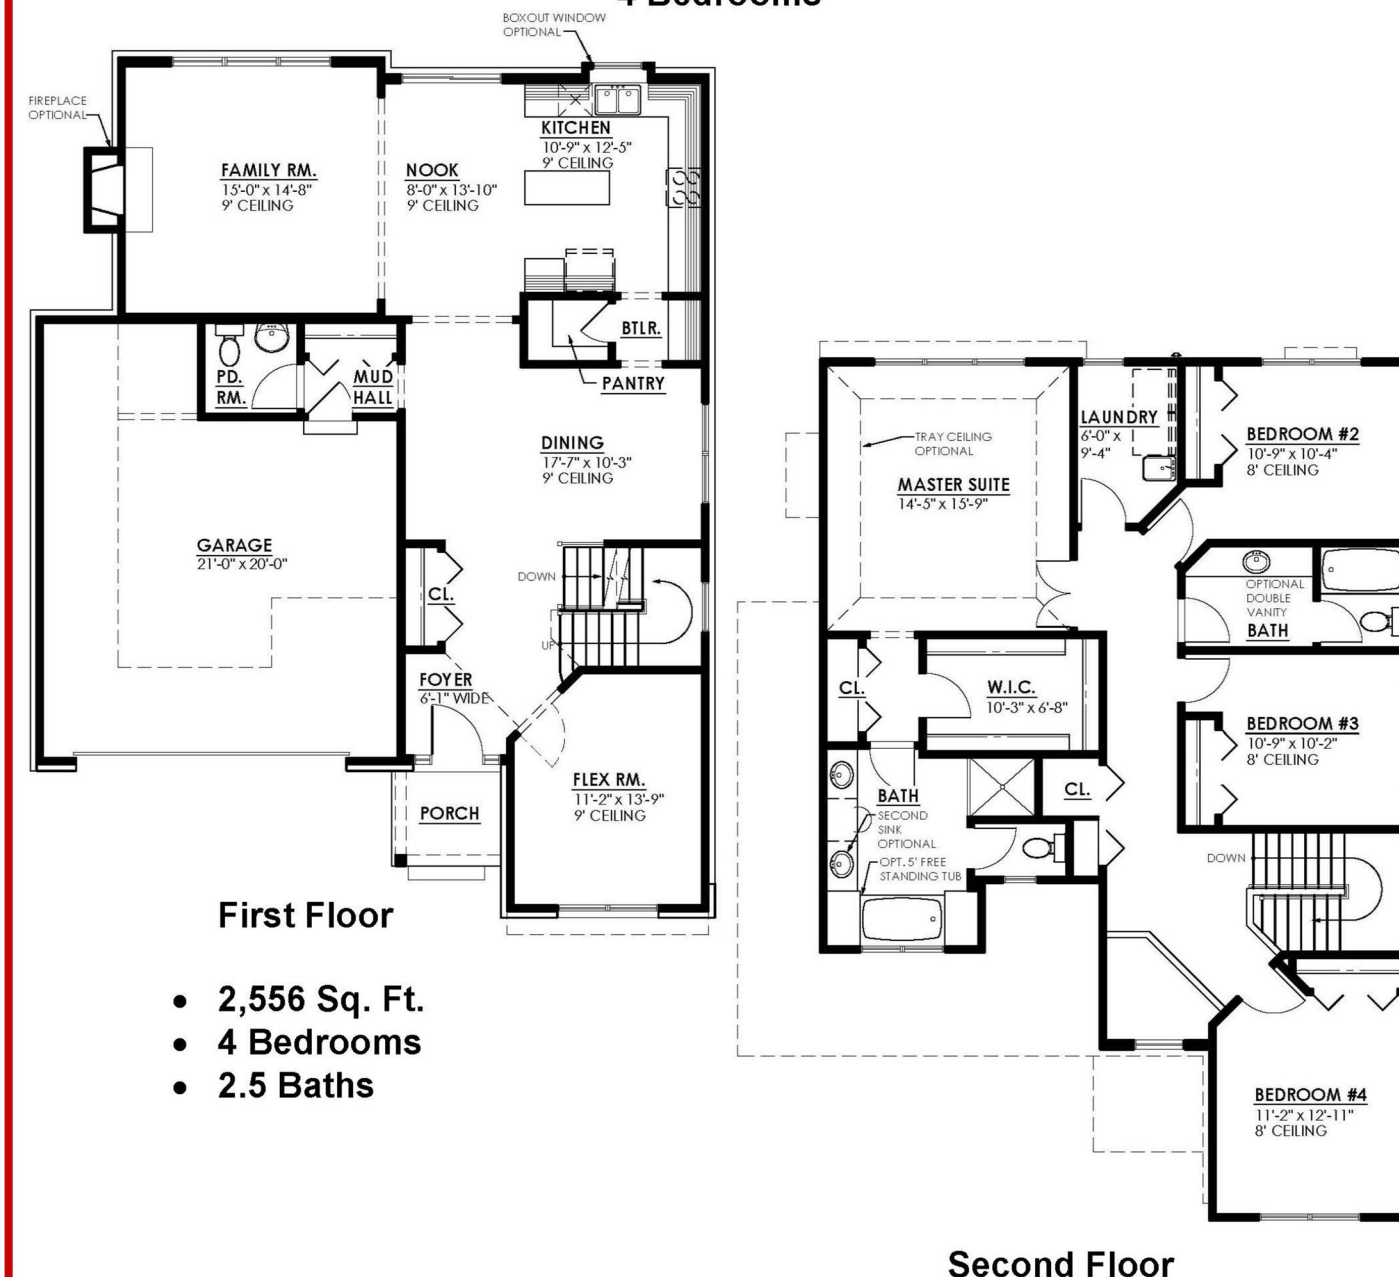 4 Bedrooms
BOXOUT WINDOW
OPTIONAL
FIREPLACE
OPTIONAL
FAMILY RM.
15'-0" x 14'-8"
9' CEILING
NOOK
8'-0" x 13'-10"
9' CEILING
KITCHEN
10'-9" x 12'-5"
9' CEILING
BTLR.
PANTRY
PD.
RM.
MUD
HALL
DINING
17'-7" x 10'-3"
9' CEILING
GARAGE
21'-0" x 20'-0"
CL.
DOWN
UP
FOYER
6'-1" WIDE
PORCH
FLEX RM.
11'-2" x 13'-9"
9' CEILING
First Floor
• 2,556 Sq. Ft.
• 4 Bedrooms
• 2.5 Baths
TRAY CEILING
OPTIONAL
MASTER SUITE
14'-5" x 15'-9"
LAUNDRY
6'-0" x
9'-4"
BEDROOM #2
10'-9" x 10'-4"
8' CEILING
OPTIONAL
DOUBLE
VANITY
BATH
CL.
W.I.C.
10'-3" x 6'-8"
BEDROOM #3
10'-9" x 10'-2"
8' CEILING
BATH
SECOND
SINK
OPTIONAL
OPT. 5' FREE
STANDING TUB
CL.
DOWN
BEDROOM #4
11'-2" x 12'-11"
8' CEILING
Second Floor